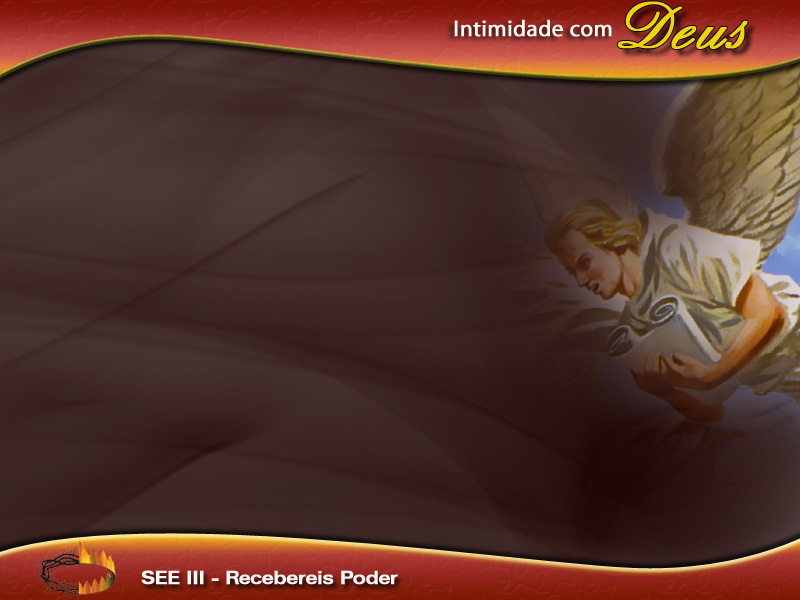 Intimidade com Deus
SEE III - Recebereis Poder